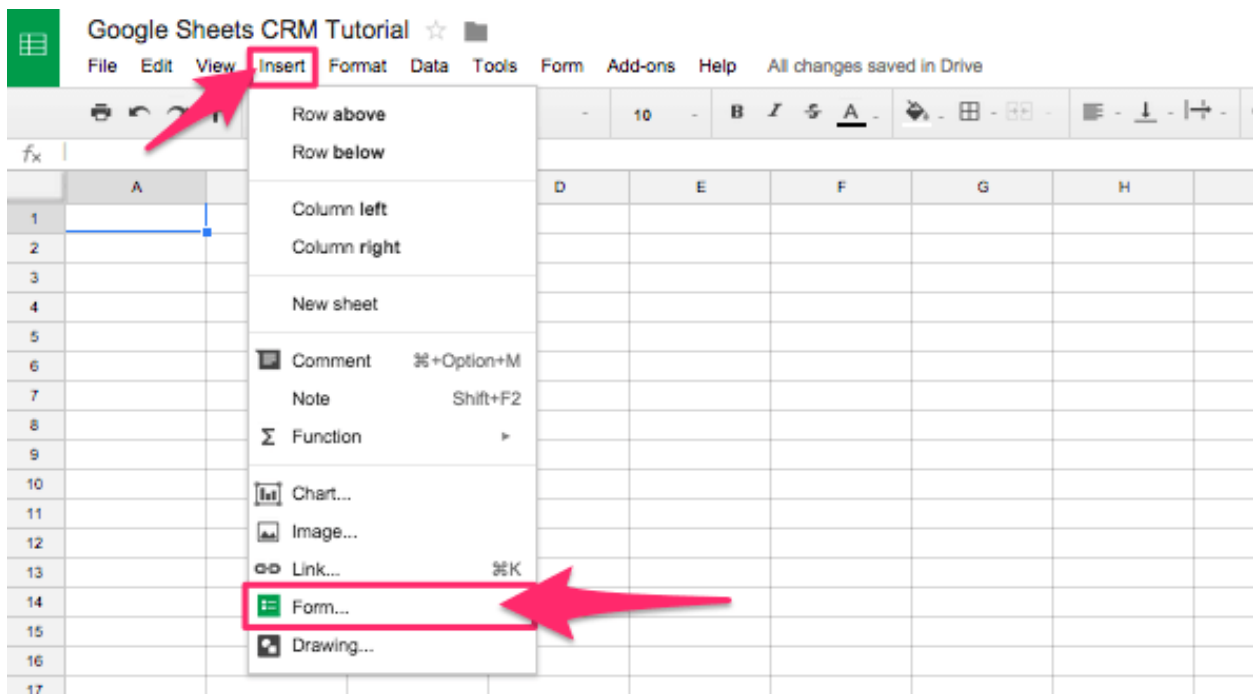 Google Sheets CRM Tutorial
File Edit View Insert Format Data Tools Form Add-ons Help All changes saved in Drive
10 B I S A
fx
A D E F G H
Row above
Row below
Column left
Column right
New sheet
Comment ⌘+Option+M
Note Shift+F2
Σ Function
Chart...
Image...
Link... ⌘K
Form...
Drawing...
1
2
3
4
5
6
7
8
9
10
11
12
13
14
15
16
17